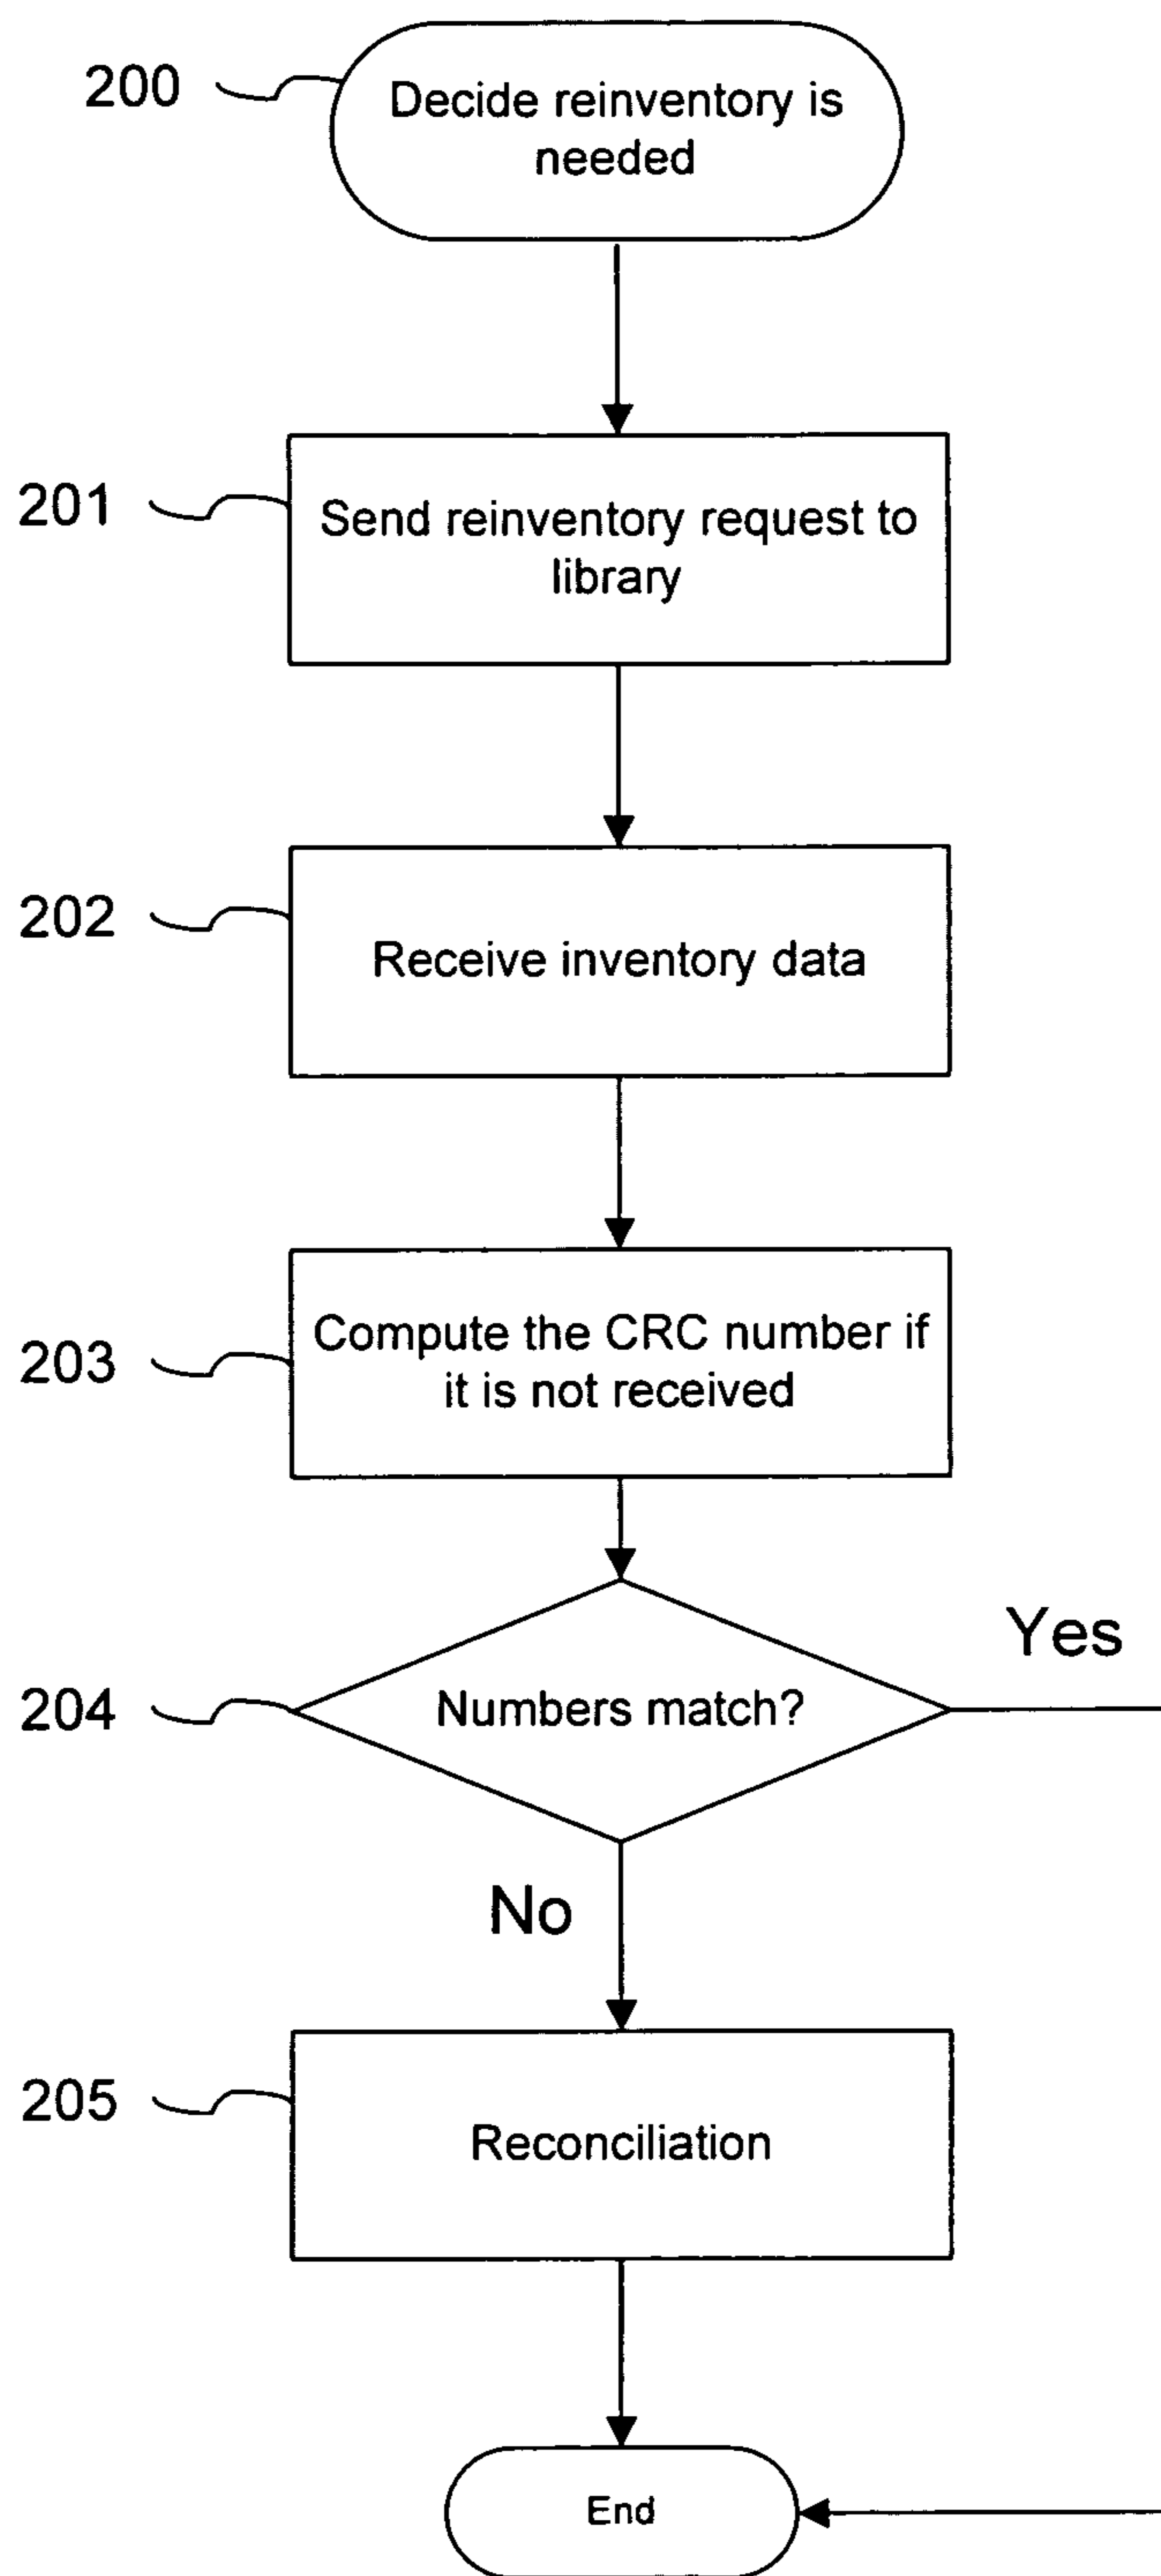 200
Decide reinventory is
needed
201
Send reinventory request to
library
202
Receive inventory data
203
Compute the CRC number if
it is not received
Yes
204
Numbers match?
No
205
Reconciliation
End